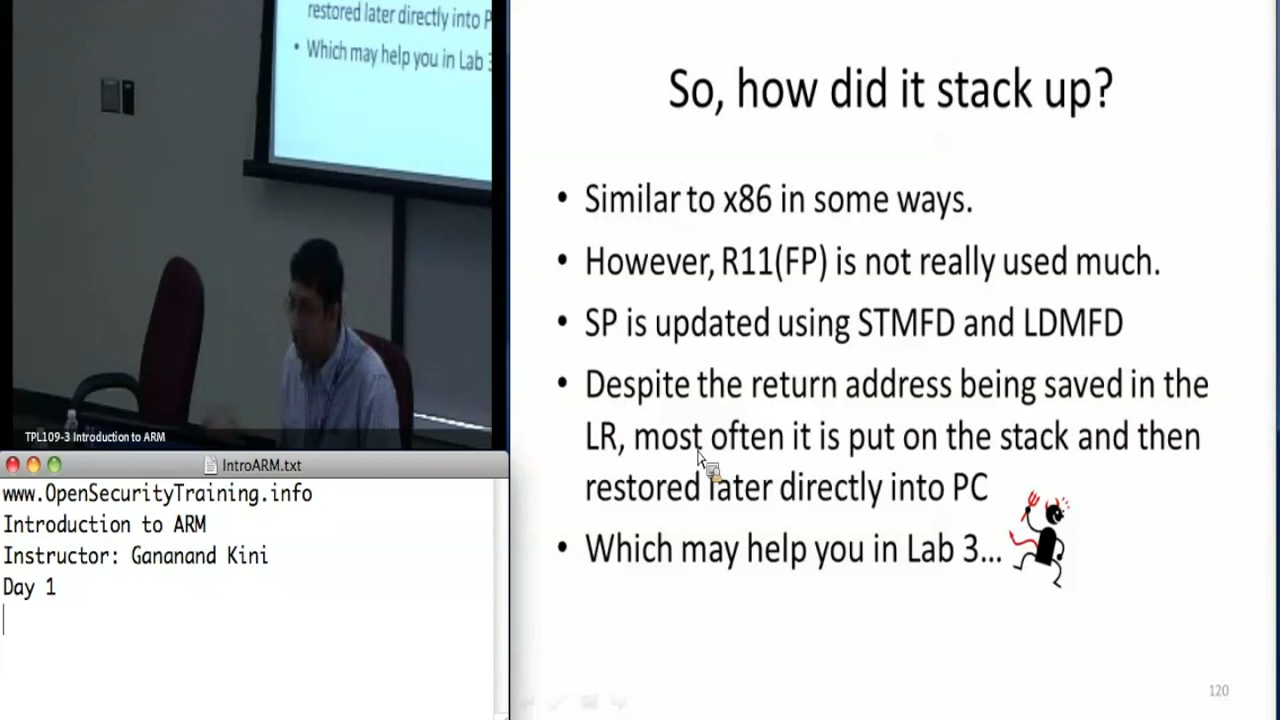 restored later directly into P
• Which may help you in Lab 3
TPL109-3 Introduction to ARM
IntroARM.txt
www.OpenSecurityTraining.info
Introduction to ARM
Instructor: Gananand Kini
Day 1
So, how did it stack up?
• Similar to x86 in some ways.
• However, R11(FP) is not really used much.
• SP is updated using STMFD and LDMFD
• Despite the return address being saved in the
LR, most often it is put on the stack and then
restored later directly into PC
• Which may help you in Lab 3...
120